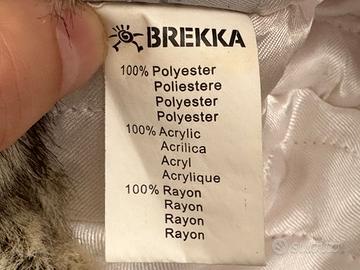 BREKKA
100% Polyester
Poliestere
Polyester
Polyester
100% Acrylic
Acrilica
Acryl
Acrylique
100% Rayon
Rayon
Rayon
Rayon